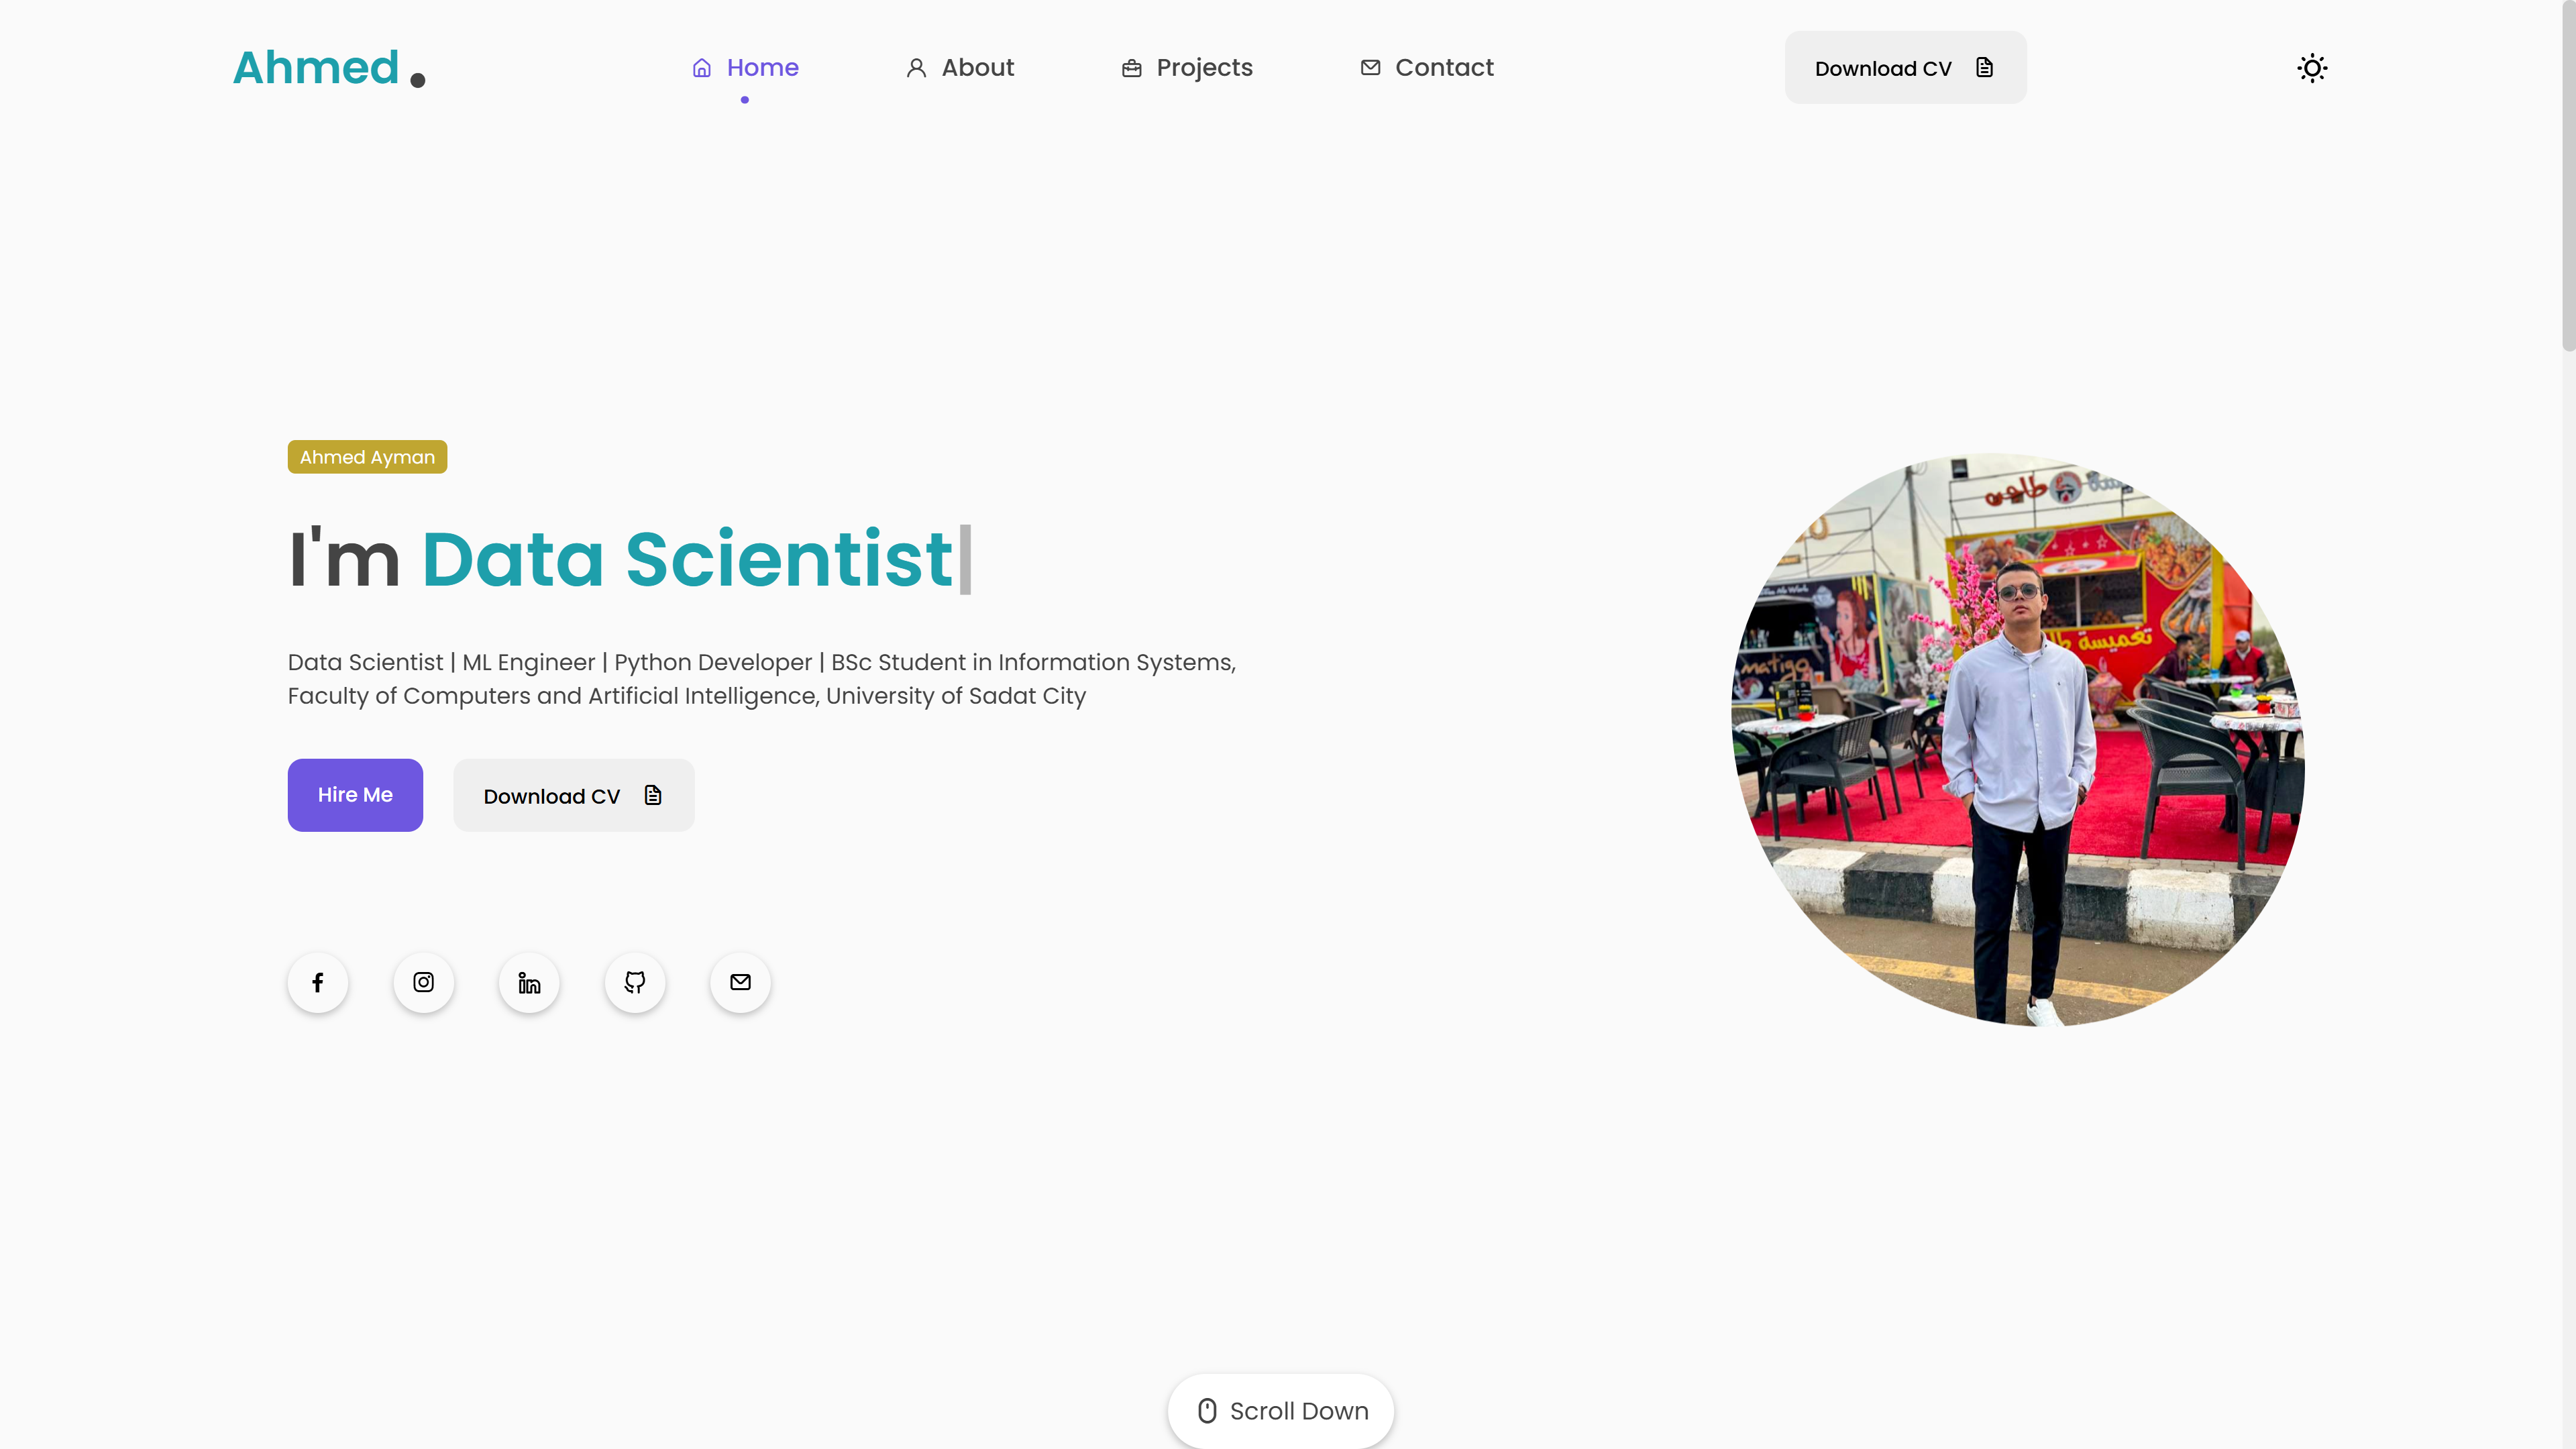 Ahmed
Home
About
Projects
Contact
Download CV
Ahmed Ayman
I'm Data Scientist
Data Scientist | ML Engineer | Python Developer | BSc Student in Information Systems,
Faculty of Computers and Artificial Intelligence, University of Sadat City
Hire Me
Download CV
تغميسة
Scroll Down